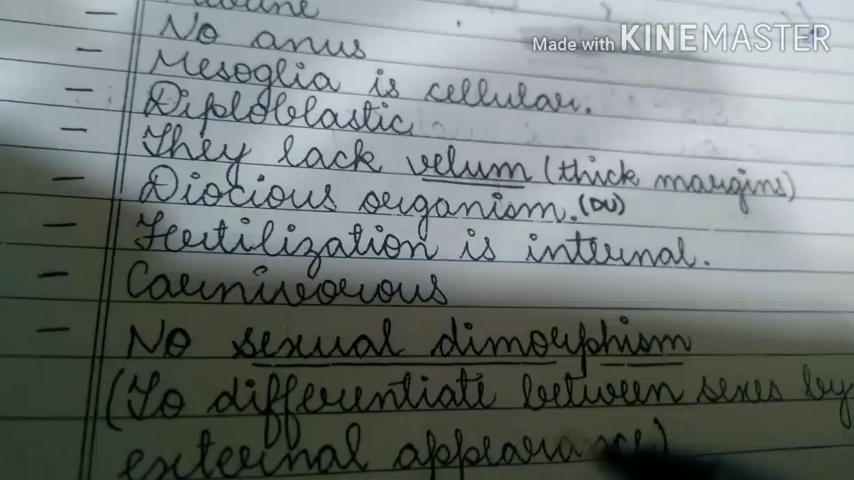 No anus
Made with KINEMASTER
- Mesoglia is cellular.
- Diploblastic
- They lack velum (thick margins)
- Diocious organism.
- Fertilization is internal.
- Carnivorous
- No sexual dimorphism
(To differentiate between sexes by
external appearance)